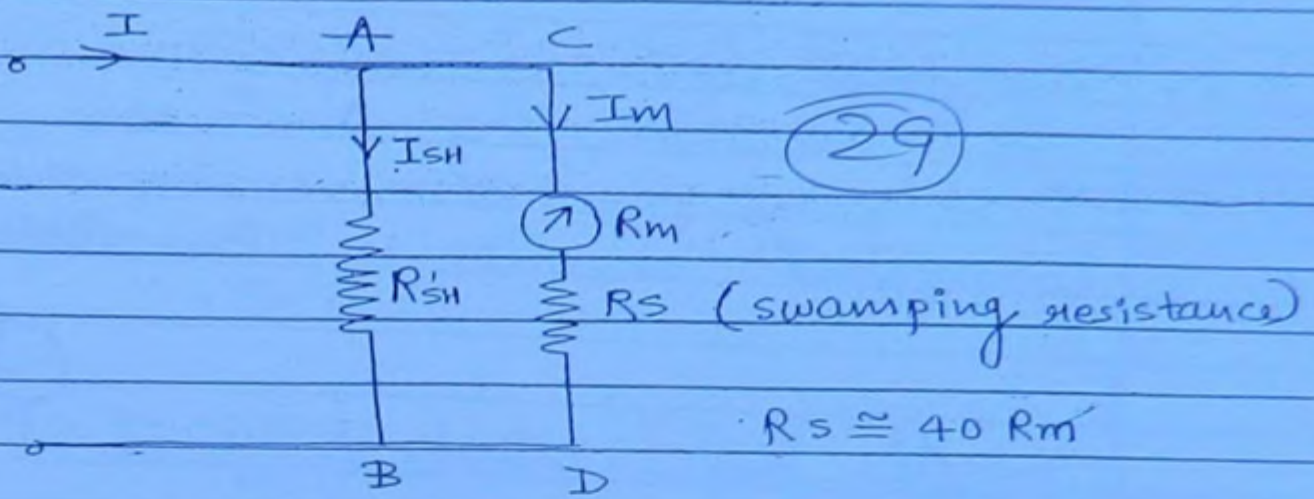 I A C
Im
29
ISH
Rm
R'SH RS (swamping resistance)
Rs ≅ 40 Rm
B D